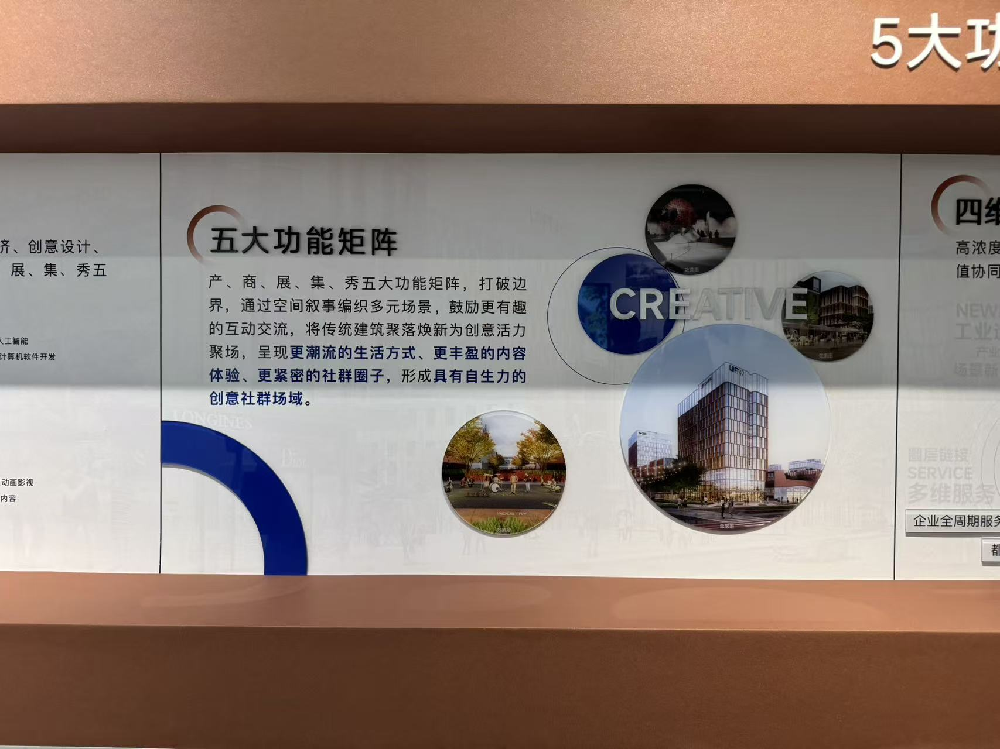 5大功
济、创意设计、
展、集、秀五
人工智能
计算机软件开发
动画影视
内容
五大功能矩阵
产、商、展、集、秀五大功能矩阵，打破边
界，通过空间叙事编织多元场景，鼓励更有趣
的互动交流，将传统建筑聚落焕新为创意活力
聚场，呈现更潮流的生活方式、更丰盈的内容
体验、更紧密的社群圈子，形成具有自生力的
创意社群场域。
LONGINES
Dior
效果图
CREATIVE
效果图
LOFT49
效果图
INDUSTRY
效果图
四维
高浓度
值协同
NEW
工业
产业
场景
圈层链接
SERVICE
多维服务
企业全周期服务
都